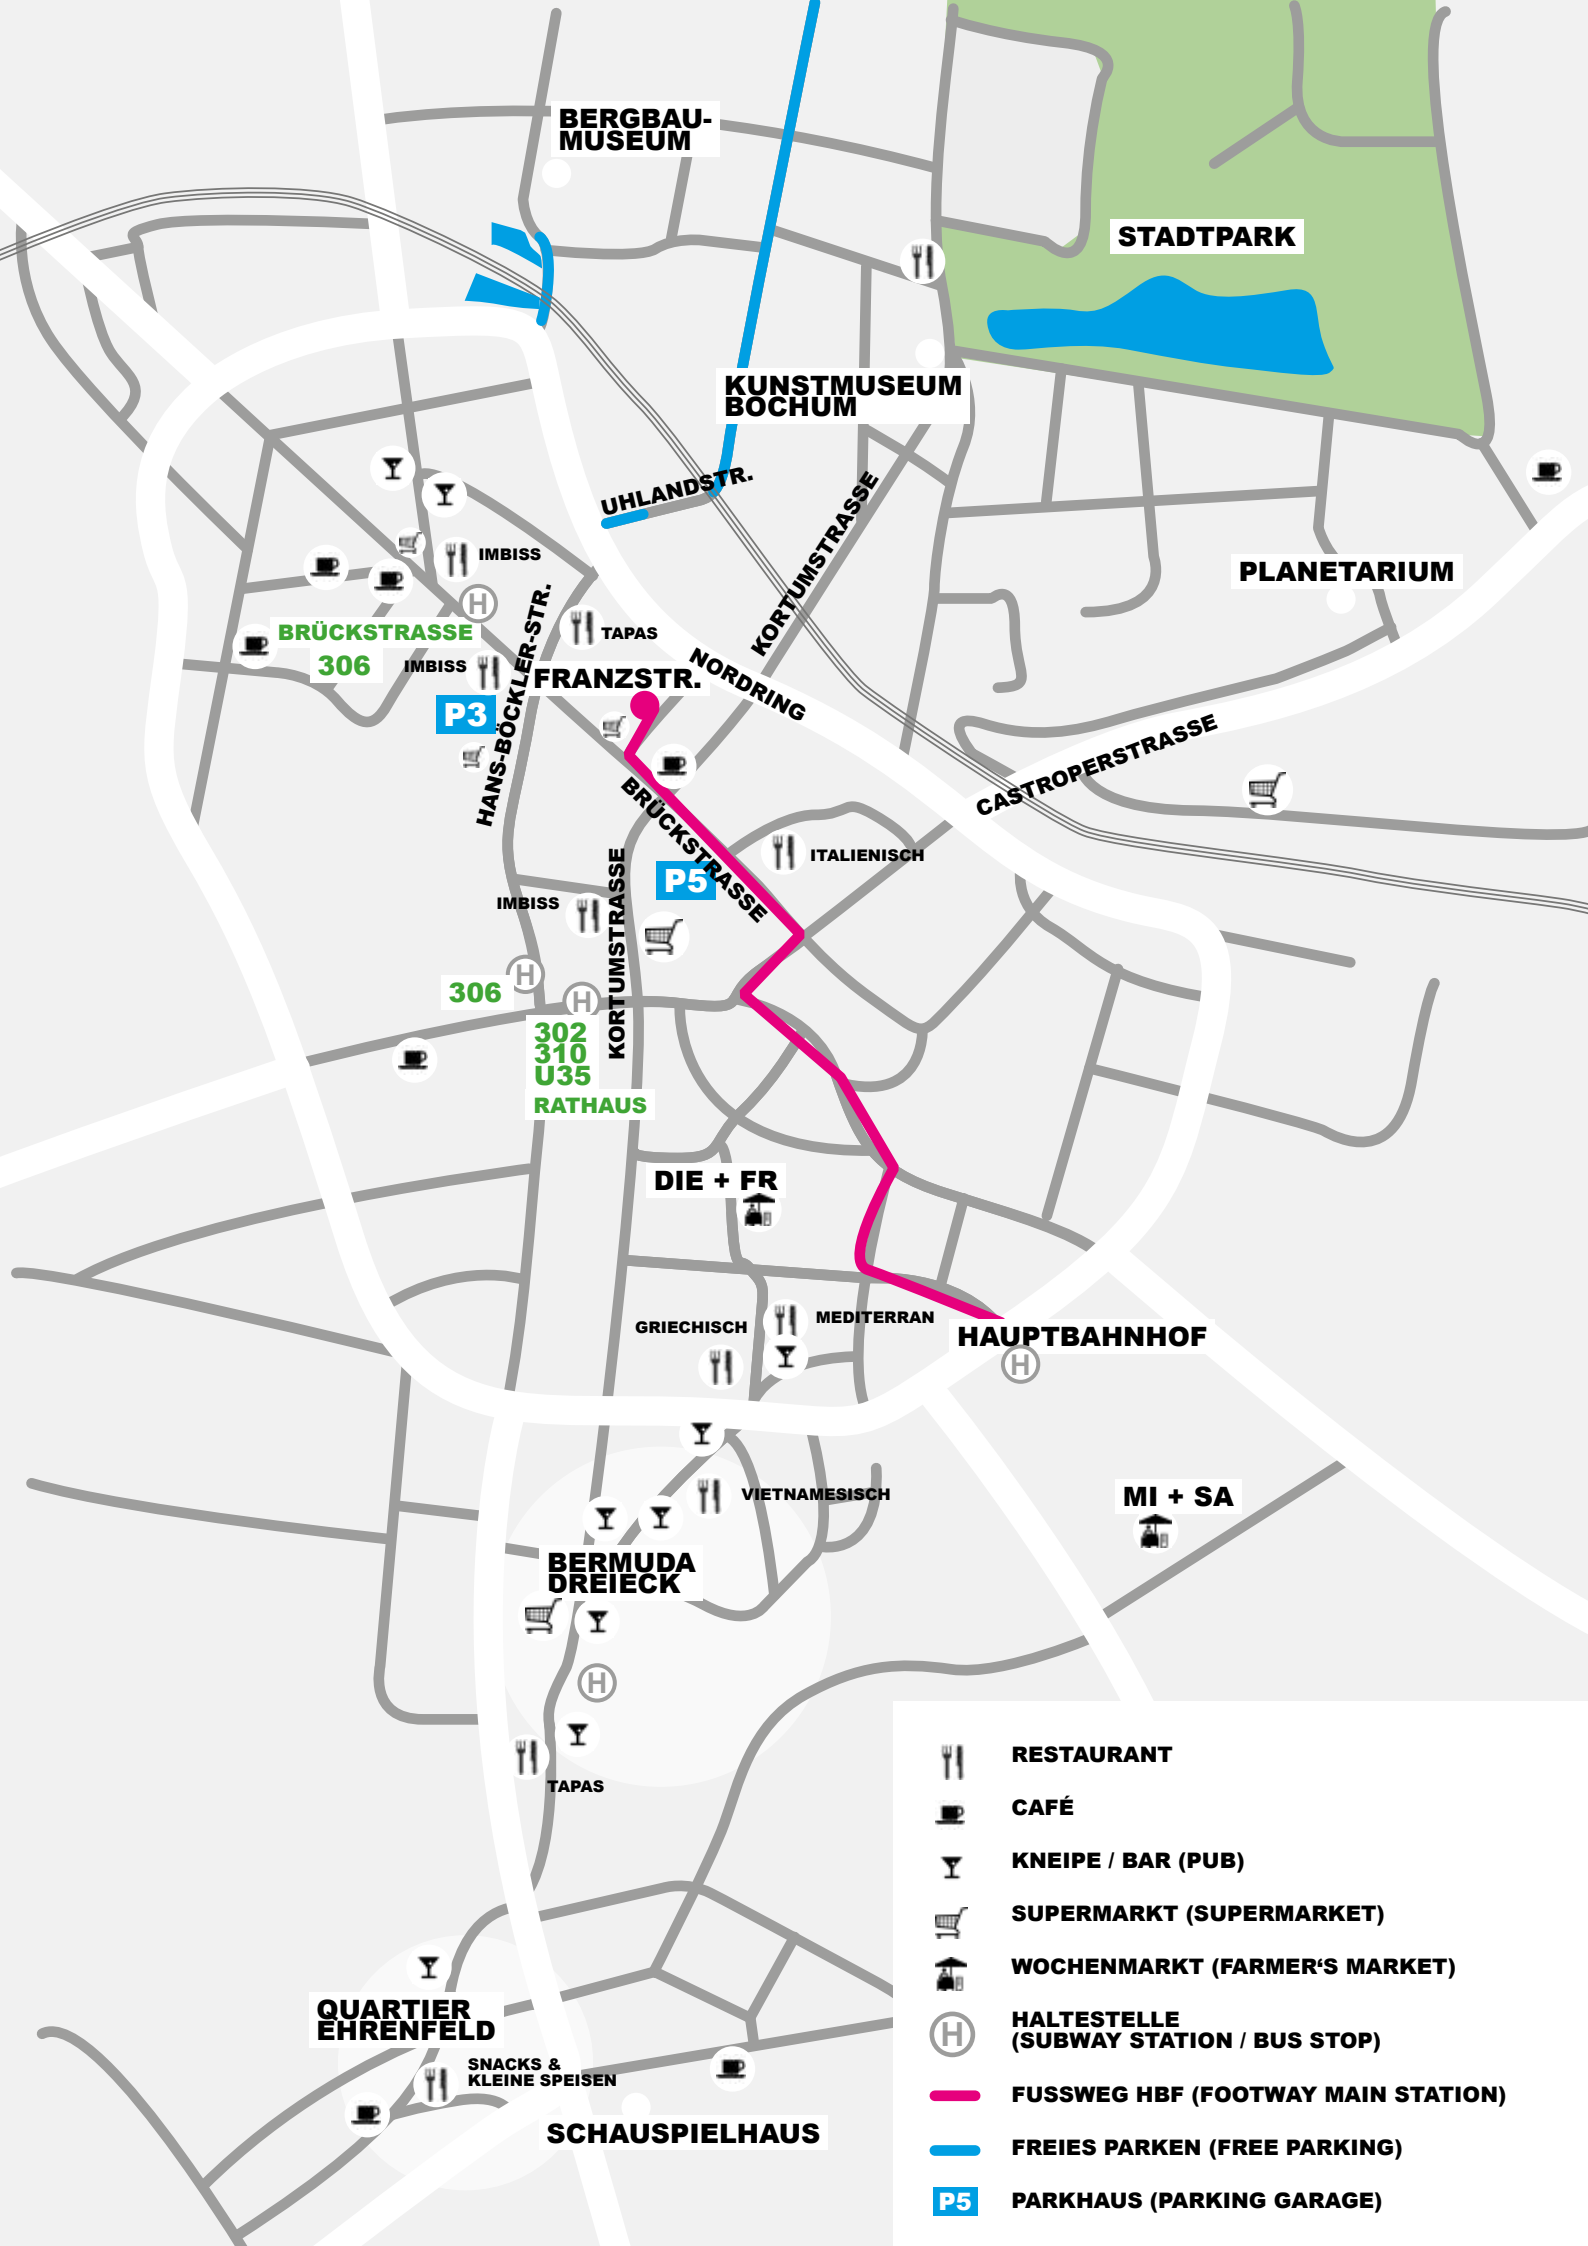 BERGBAU-
MUSEUM
STADTPARK
KUNSTMUSEUM
BOCHUM
UHLANDSTR.
KORTUMSTRASSE
IMBISS
PLANETARIUM
H
BRÜCKSTRASSE
306
TAPAS
IMBISS
HANS-BÖCKLER-STR.
FRANZSTR.
NORDRING
P3
CASTROPERSTRASSE
BRÜCKSTRASSE
ITALIENISCH
P5
IMBISS
KORTUMSTRASSE
H
306
H
302
310
U35
RATHAUS
DIE + FR
GRIECHISCH
MEDITERRAN
HAUPTBAHNHOF
H
VIETNAMESISCH
MI + SA
BERMUDA
DREIECK
H
TAPAS
QUARTIER
EHRENFELD
SNACKS &
KLEINE SPEISEN
SCHAUSPIELHAUS
RESTAURANT
CAFÉ
KNEIPE / BAR (PUB)
SUPERMARKT (SUPERMARKET)
WOCHENMARKT (FARMER‘S MARKET)
H
HALTESTELLE
(SUBWAY STATION / BUS STOP)
FUSSWEG HBF (FOOTWAY MAIN STATION)
FREIES PARKEN (FREE PARKING)
P5
PARKHAUS (PARKING GARAGE)